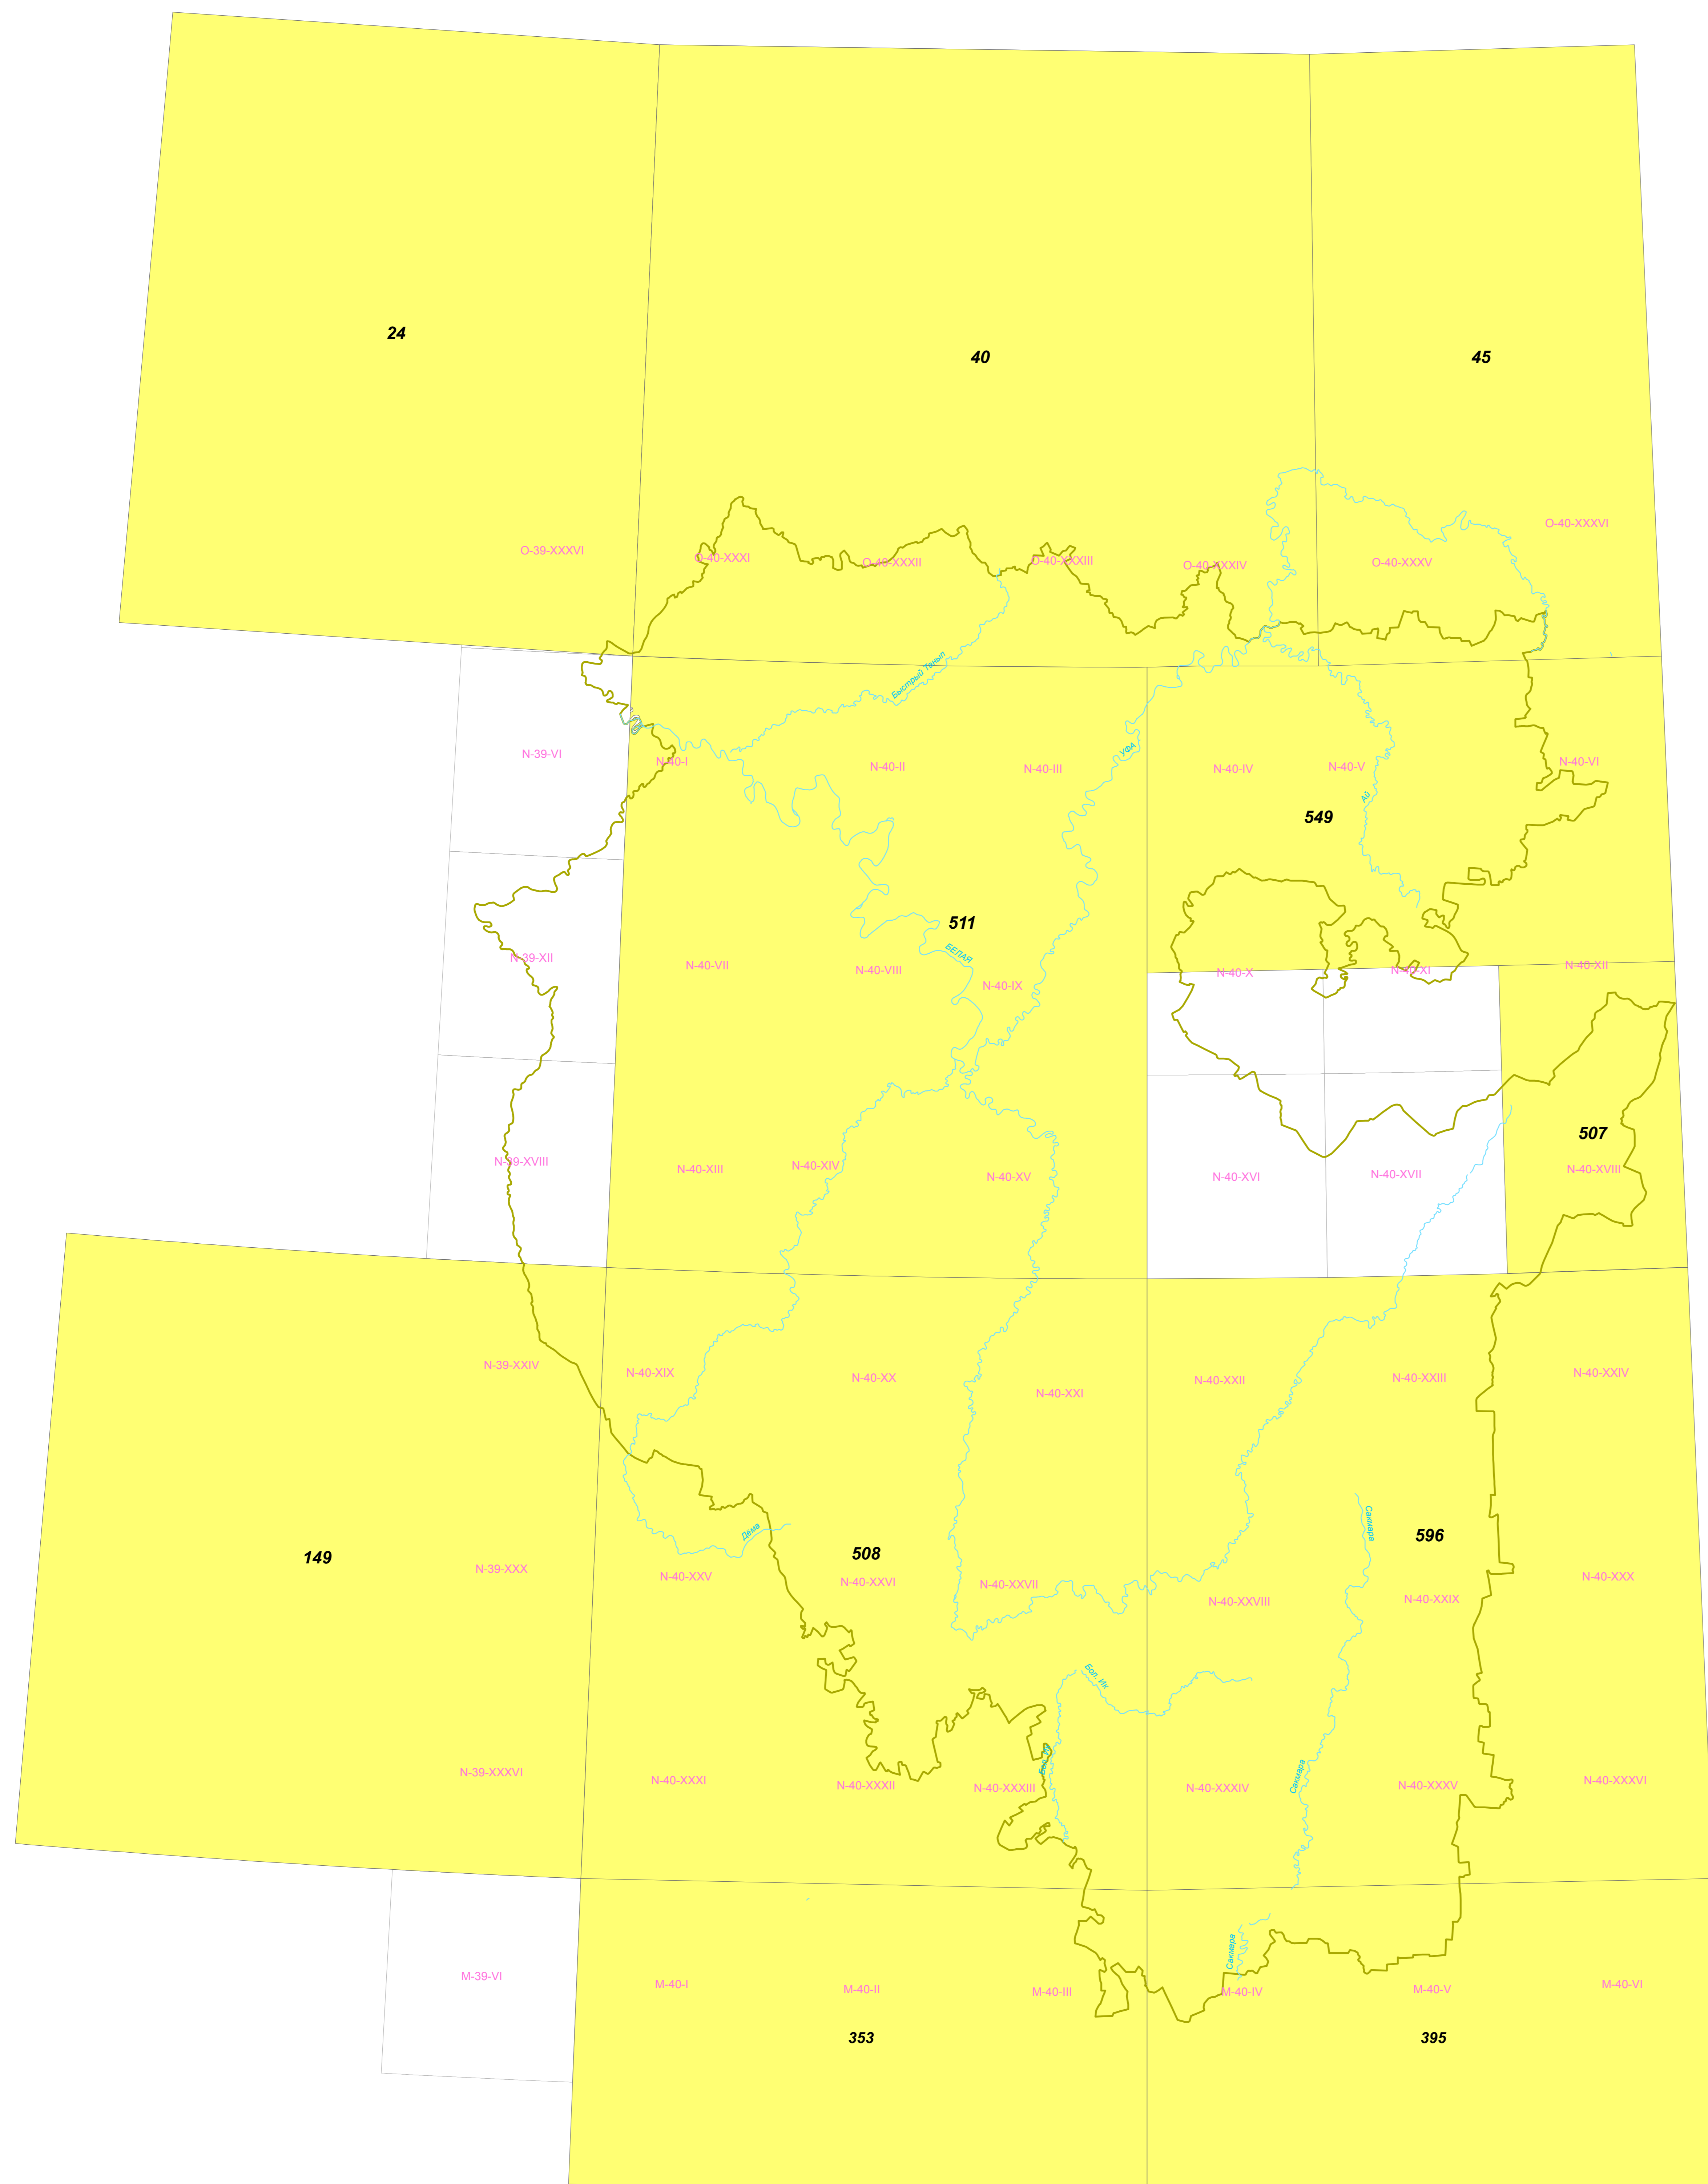 24
40
45
O-39-XXXVI
O-40-XXXI
O-40-XXXII
O-40-XXXIII
O-40-XXXIV
O-40-XXXV
O-40-XXXVI
Быстрый Танып
УФА
N-39-VI
N-40-I
N-40-II
N-40-III
N-40-IV
N-40-V
N-40-VI
Ай
549
511
БЕЛАЯ
N-39-XII
N-40-VII
N-40-VIII
N-40-IX
N-40-X
N-40-XI
N-40-XII
507
N-39-XVIII
N-40-XIII
N-40-XIV
N-40-XV
N-40-XVI
N-40-XVII
N-40-XVIII
N-39-XXIV
N-40-XIX
N-40-XX
N-40-XXI
N-40-XXII
N-40-XXIII
N-40-XXIV
Дёма
Сакмара
149
508
596
N-39-XXX
N-40-XXV
N-40-XXVI
N-40-XXVII
N-40-XXVIII
N-40-XXIX
N-40-XXX
Бол. Ик
Бол. Ик
Сакмара
N-39-XXXVI
N-40-XXXI
N-40-XXXII
N-40-XXXIII
N-40-XXXIV
N-40-XXXV
N-40-XXXVI
Сакмара
M-39-VI
M-40-I
M-40-II
M-40-III
M-40-IV
M-40-V
M-40-VI
353
395